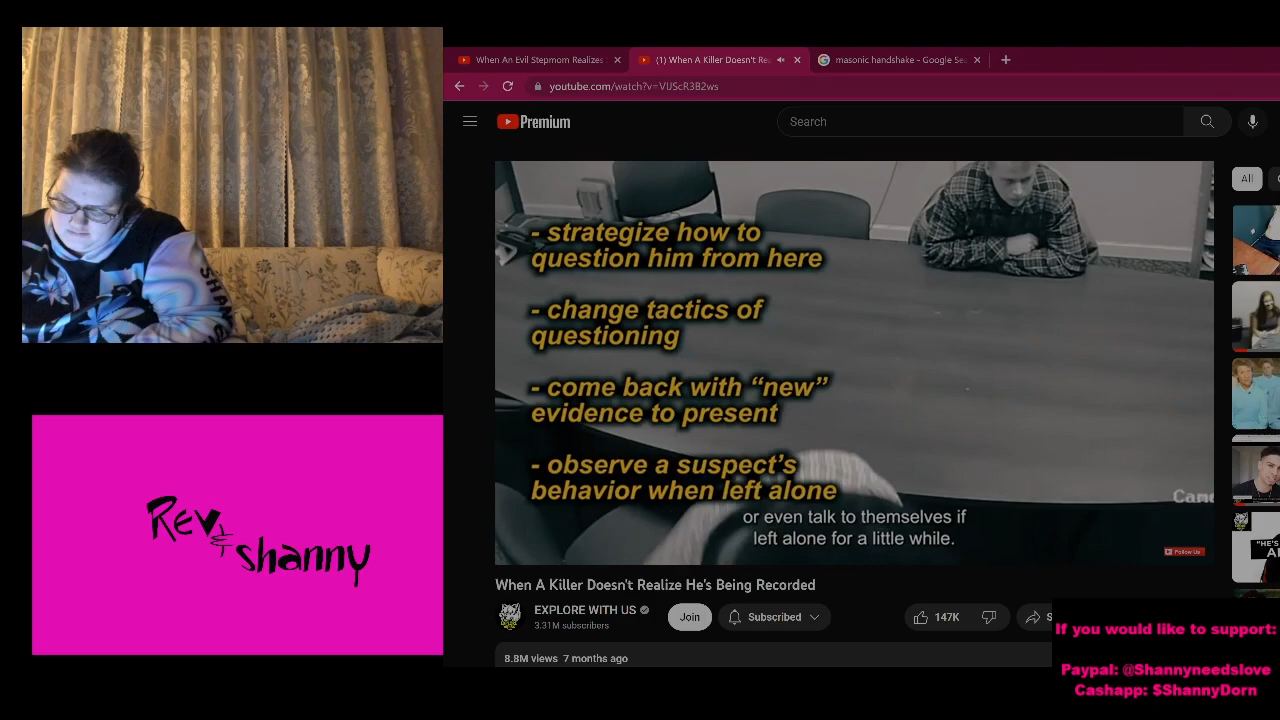 When An Evil Stepmom Realizes
(1) When A Killer Doesn't Re
masonic handshake - Google Se
youtube.com/watch?v=VlJScR3B2ws
Premium
Search
All
- strategize how to
question him from here
- change tactics of
questioning
- come back with “new”
evidence to present
- observe a suspect's
behavior when left alone
or even talk to themselves if
left alone for a little while.
Follow Us
When A Killer Doesn't Realize He's Being Recorded
EXPLORE WITH US
3.31M subscribers
Join
Subscribed
147K
S
8.8M views 7 months ago
Rev
&
shanny
If you would like to support:
Paypal: @Shannyneedslove
Cashapp: $ShannyDorn